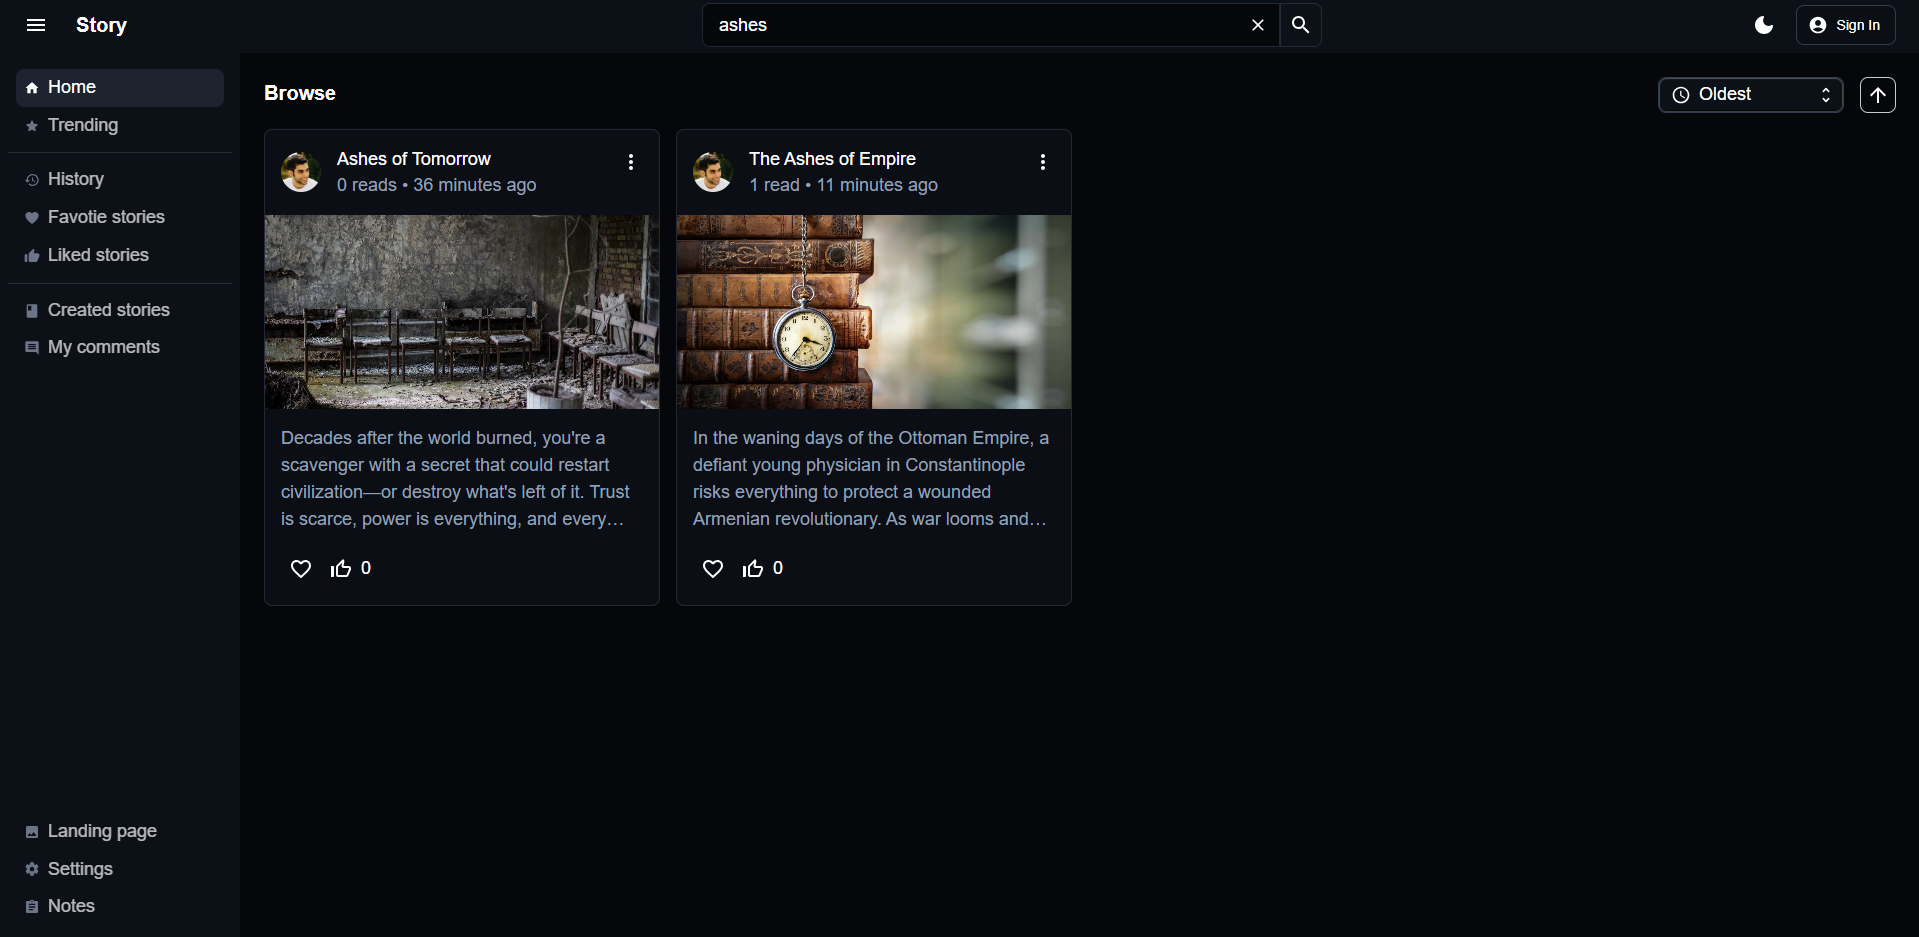 Story
ashes
Sign In
Home
Trending
History
Favotie stories
Liked stories
Created stories
My comments
Landing page
Settings
Notes
Browse
Oldest
Ashes of Tomorrow
0 reads • 36 minutes ago
Decades after the world burned, you're a
scavenger with a secret that could restart
civilization—or destroy what's left of it. Trust
is scarce, power is everything, and every…
0
The Ashes of Empire
1 read • 11 minutes ago
In the waning days of the Ottoman Empire, a
defiant young physician in Constantinople
risks everything to protect a wounded
Armenian revolutionary. As war looms and…
0